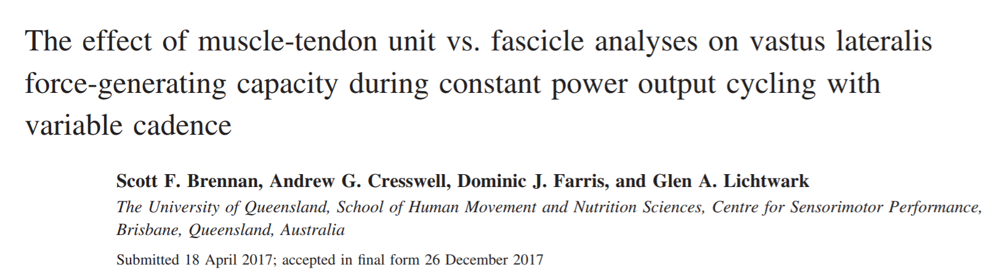 The effect of muscle-tendon unit vs. fascicle analyses on vastus lateralis
force-generating capacity during constant power output cycling with
variable cadence
Scott F. Brennan, Andrew G. Cresswell, Dominic J. Farris, and Glen A. Lichtwark
The University of Queensland, School of Human Movement and Nutrition Sciences, Centre for Sensorimotor Performance,
Brisbane, Queensland, Australia
Submitted 18 April 2017; accepted in final form 26 December 2017